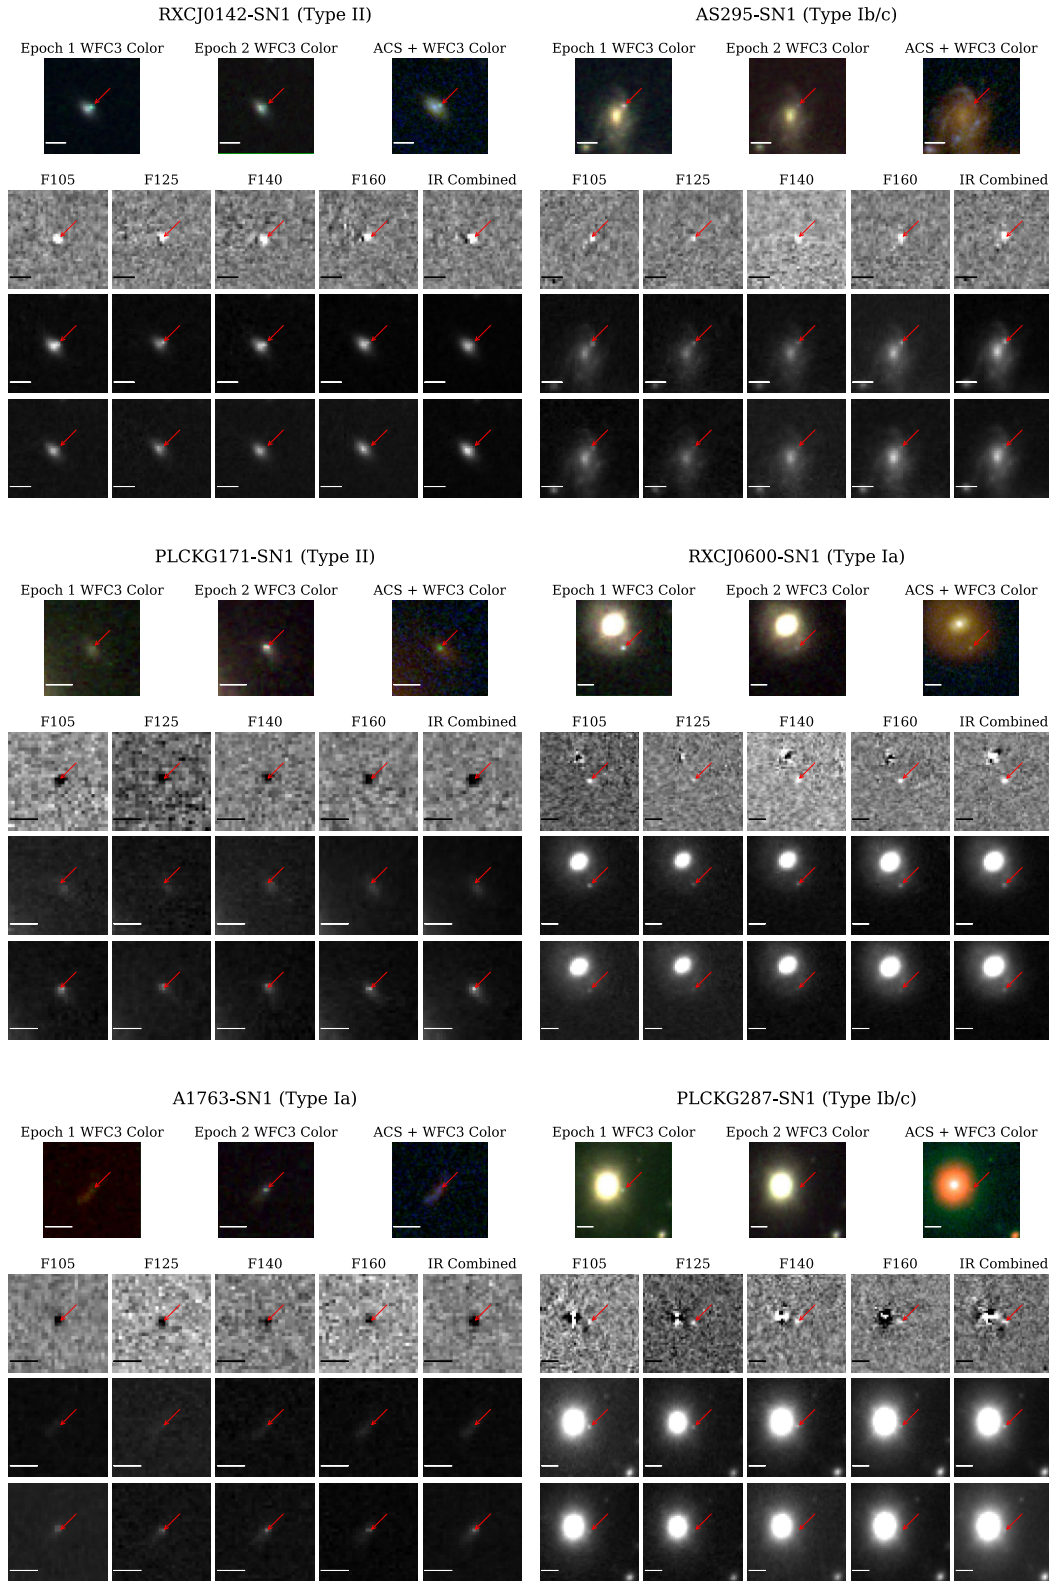 RXCJ0142-SN1 (Type II)
Epoch 1 WFC3 Color Epoch 2 WFC3 Color ACS + WFC3 Color
F105 F125 F140 F160 IR Combined
AS295-SN1 (Type Ib/c)
Epoch 1 WFC3 Color Epoch 2 WFC3 Color ACS + WFC3 Color
F105 F125 F140 F160 IR Combined
PLCKG171-SN1 (Type II)
Epoch 1 WFC3 Color Epoch 2 WFC3 Color ACS + WFC3 Color
F105 F125 F140 F160 IR Combined
RXCJ0600-SN1 (Type Ia)
Epoch 1 WFC3 Color Epoch 2 WFC3 Color ACS + WFC3 Color
F105 F125 F140 F160 IR Combined
A1763-SN1 (Type Ia)
Epoch 1 WFC3 Color Epoch 2 WFC3 Color ACS + WFC3 Color
F105 F125 F140 F160 IR Combined
PLCKG287-SN1 (Type Ib/c)
Epoch 1 WFC3 Color Epoch 2 WFC3 Color ACS + WFC3 Color
F105 F125 F140 F160 IR Combined